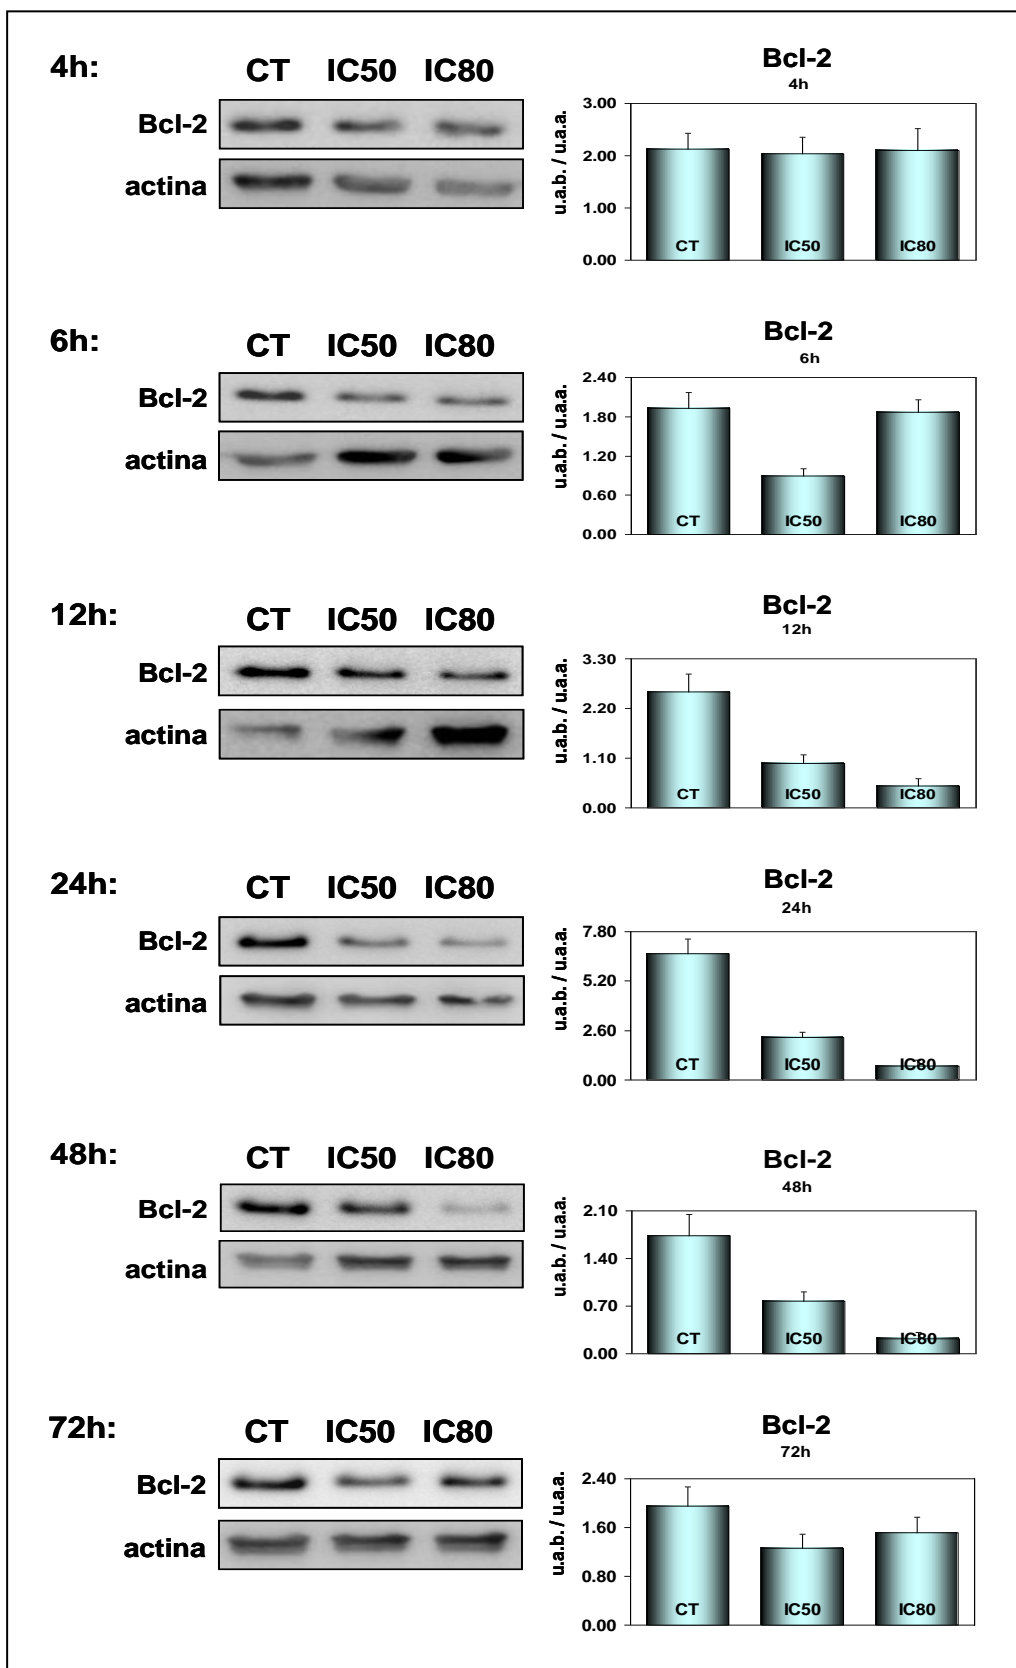 4h:
CT IC50 IC80
Bcl-2
actina
Bcl-2
4h
u.a.b. / u.a.a.
3.00
2.00
1.00
0.00
CT IC50 IC80
6h:
CT IC50 IC80
Bcl-2
actina
Bcl-2
6h
u.a.b. / u.a.a.
2.40
1.80
1.20
0.60
0.00
CT IC50 IC80
12h:
CT IC50 IC80
Bcl-2
actina
Bcl-2
12h
u.a.b. / u.a.a.
3.30
2.20
1.10
0.00
CT IC50 IC80
24h:
CT IC50 IC80
Bcl-2
actina
Bcl-2
24h
u.a.b. / u.a.a.
7.80
5.20
2.60
0.00
CT IC50 IC80
48h:
CT IC50 IC80
Bcl-2
actina
Bcl-2
48h
u.a.b. / u.a.a.
2.10
1.40
0.70
0.00
CT IC50 IC80
72h:
CT IC50 IC80
Bcl-2
actina
Bcl-2
72h
u.a.b. / u.a.a.
2.40
1.60
0.80
0.00
CT IC50 IC80